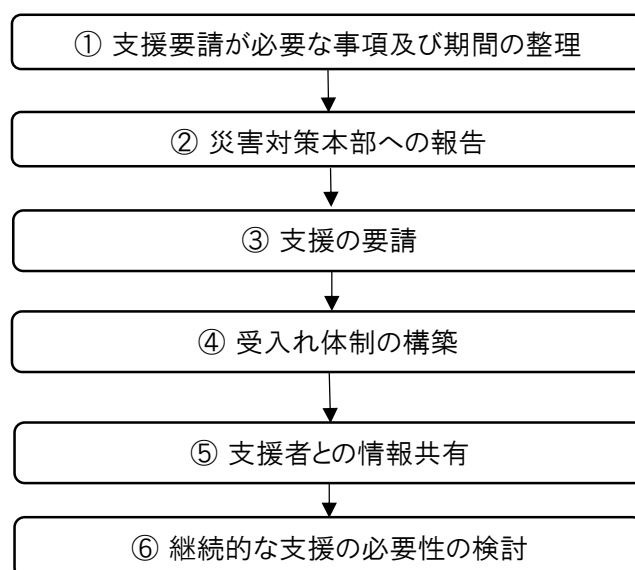 ① 支援要請が必要な事項及び期間の整理
② 災害対策本部への報告
③ 支援の要請
④ 受入れ体制の構築
⑤ 支援者との情報共有
⑥ 継続的な支援の必要性の検討